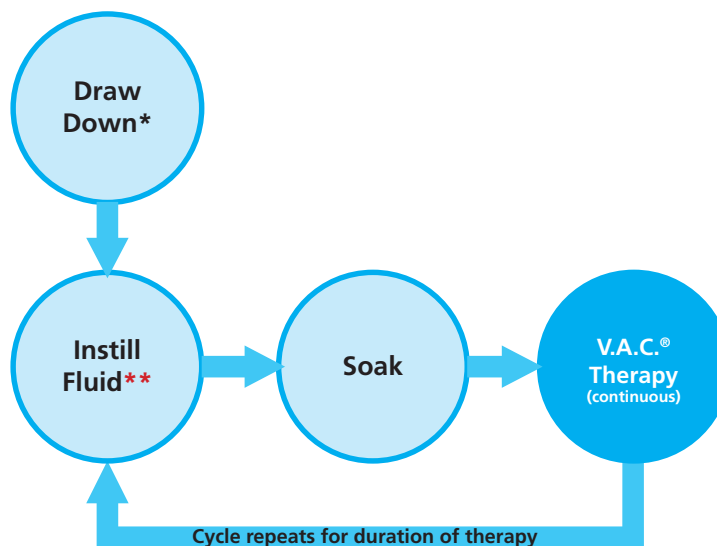 Draw
Down*
Instill
Fluid**
Soak
V.A.C.®
Therapy
(continuous)
Cycle repeats for duration of therapy